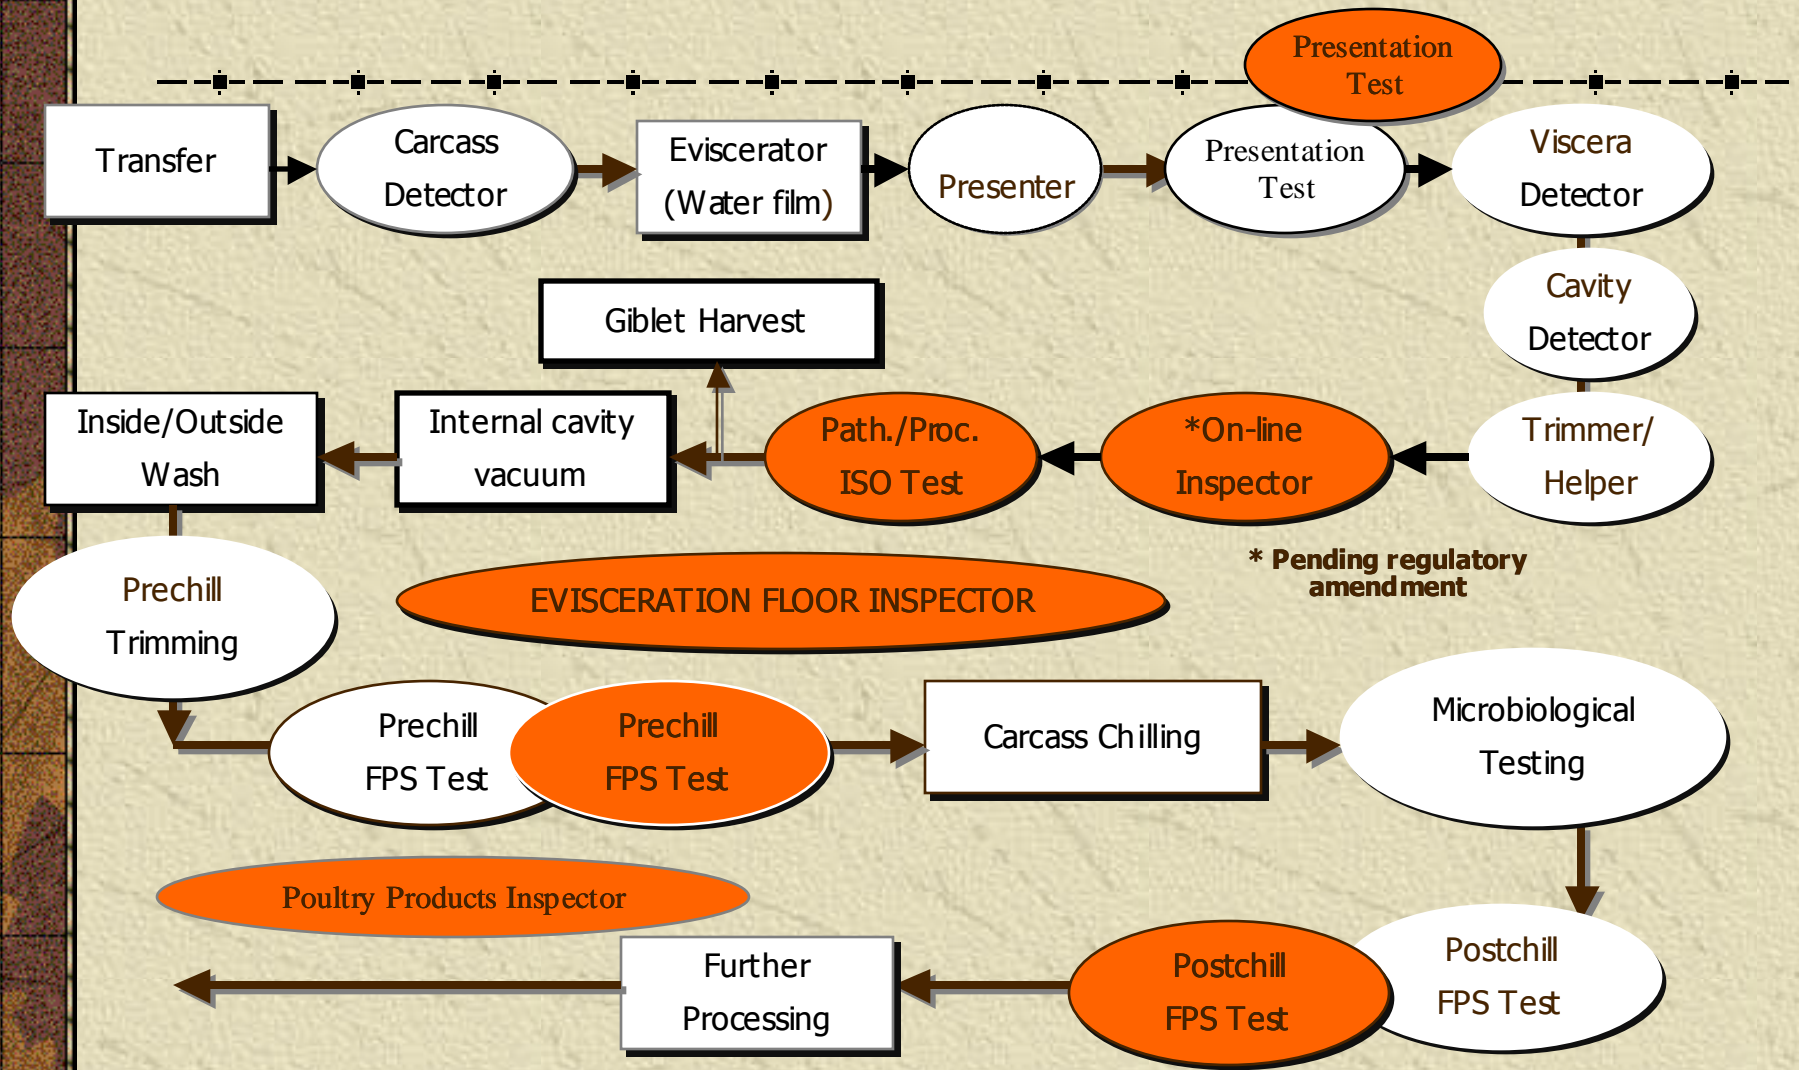 Presentation
Test
Transfer
Carcass
Detector
Eviscerator
(Water film)
Presenter
Presentation
Test
Viscera
Detector
Cavity
Detector
Giblet Harvest
Inside/Outside
Wash
Internal cavity
vacuum
Path./Proc.
ISO Test
*On-line
Inspector
Trimmer/
Helper
* Pending regulatory
amendment
Prechill
Trimming
EVISCERATION FLOOR INSPECTOR
Prechill
FPS Test
Prechill
FPS Test
Carcass Chilling
Microbiological
Testing
Poultry Products Inspector
Further
Processing
Postchill
FPS Test
Postchill
FPS Test